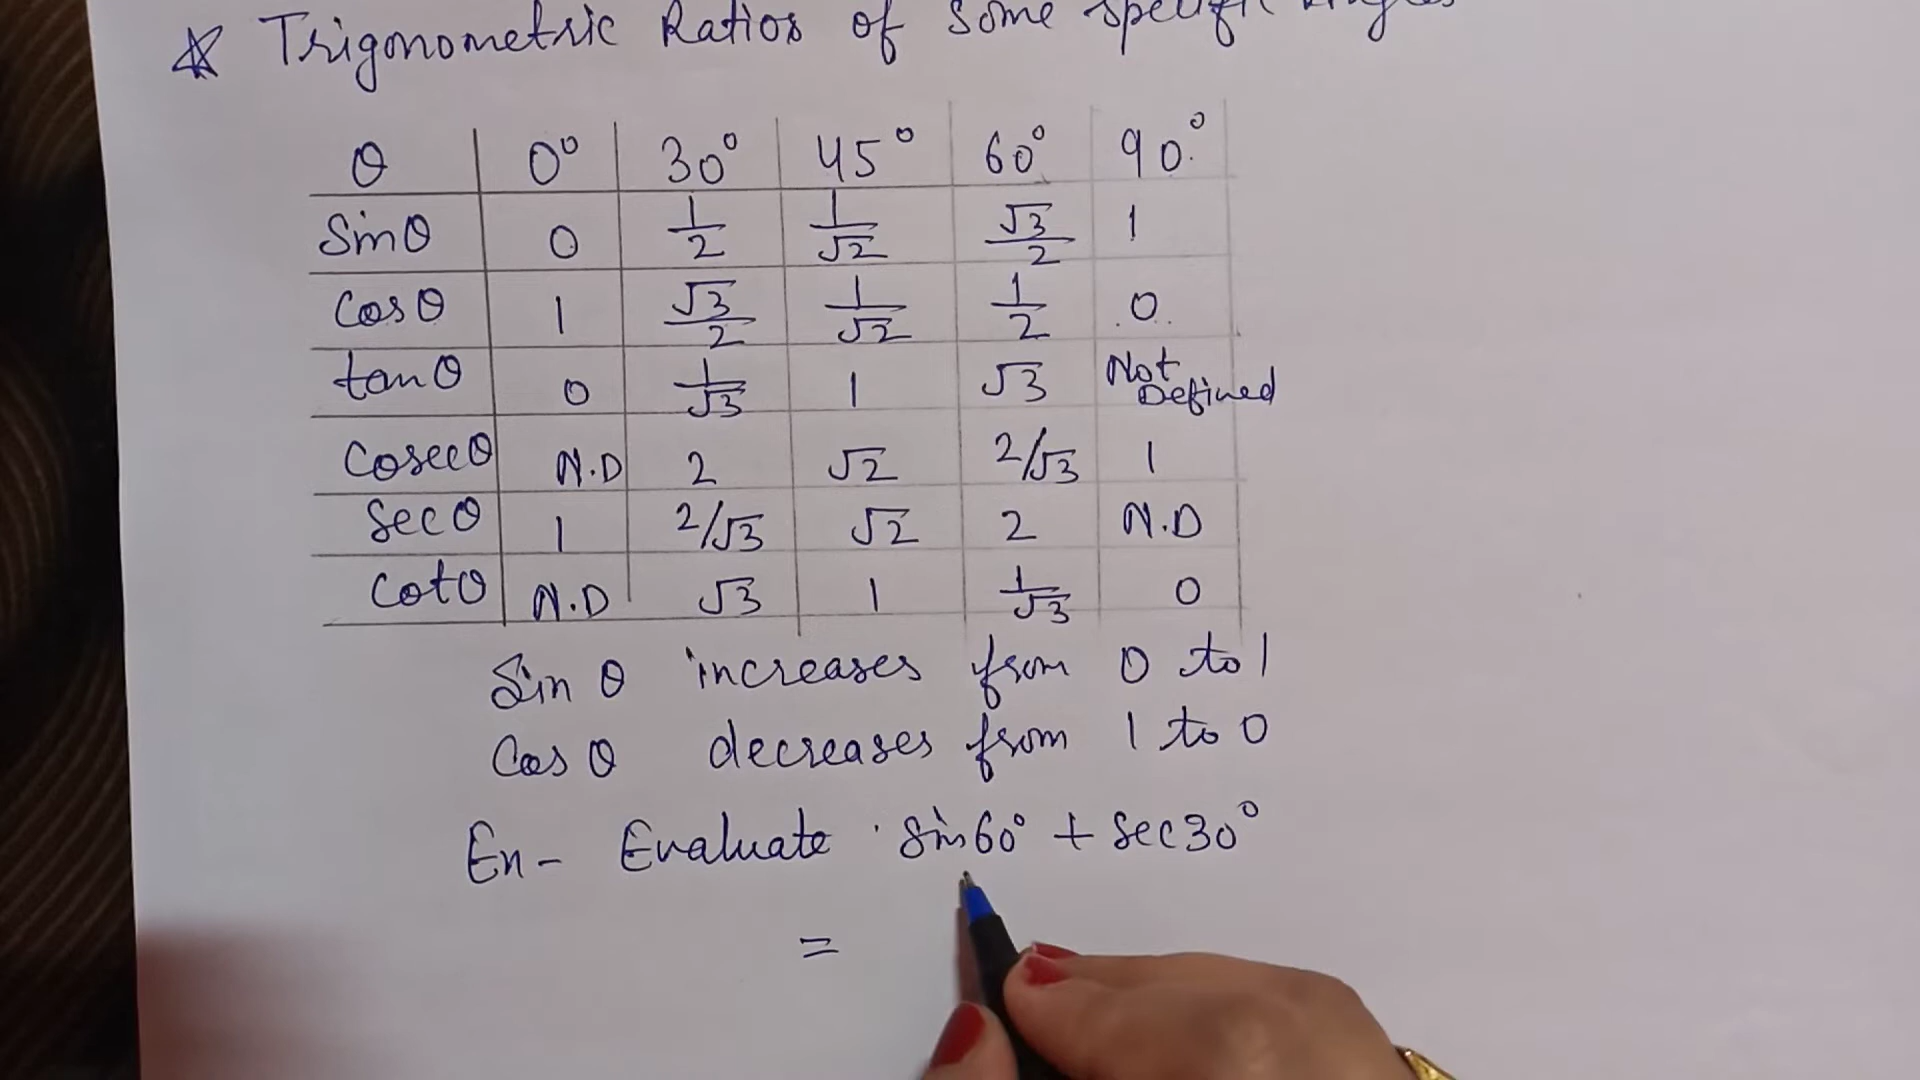 ☆ Trigonometric Ratios of Some specific Angles
θ 0° 30° 45° 60° 90°
Sinθ 0 1/2 1/√2 √3/2 1
Cosθ 1 √3/2 1/√2 1/2 0
tanθ 0 1/√3 1 √3 Not Defined
Cosecθ N.D 2 √2 2/√3 1
Secθ 1 2/√3 √2 2 N.D
Cotθ N.D √3 1 1/√3 0
Sin θ increases from 0 to 1
Cos θ decreases from 1 to 0
Ex- Evaluate Sin60° + Sec30°
=